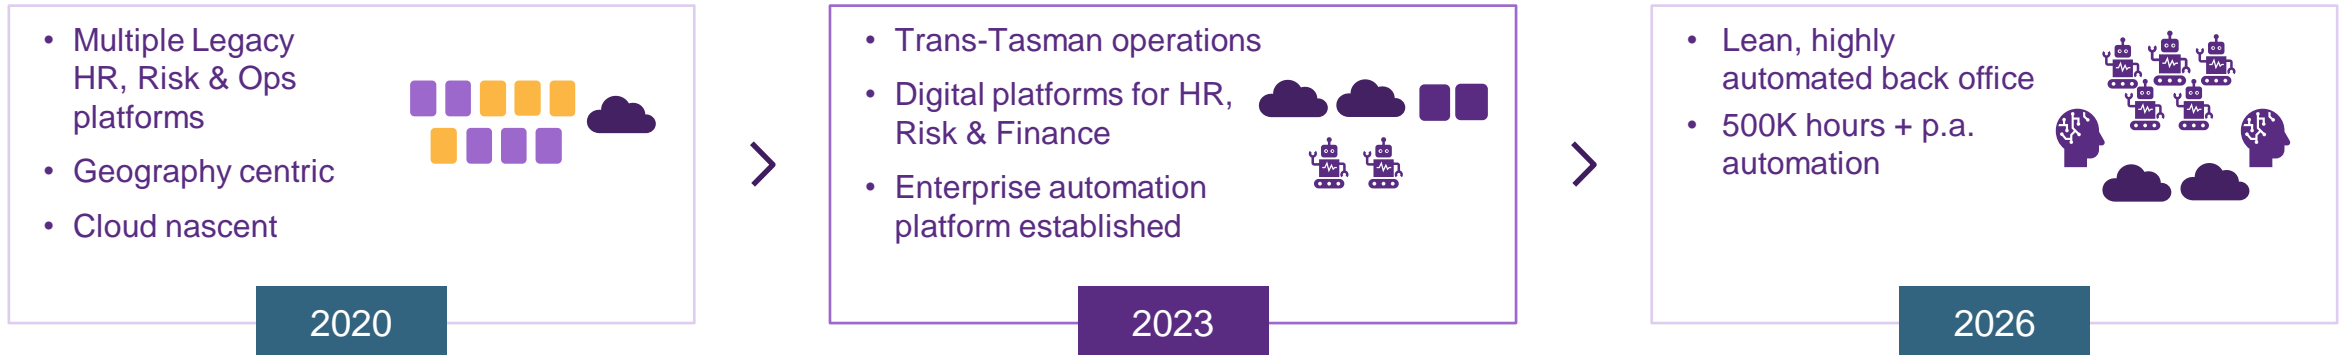 • Multiple Legacy
HR, Risk & Ops
platforms
• Geography centric
• Cloud nascent
2020
• Trans-Tasman operations
• Digital platforms for HR,
Risk & Finance
• Enterprise automation
platform established
2023
• Lean, highly
automated back office
• 500K hours + p.a.
automation
2026